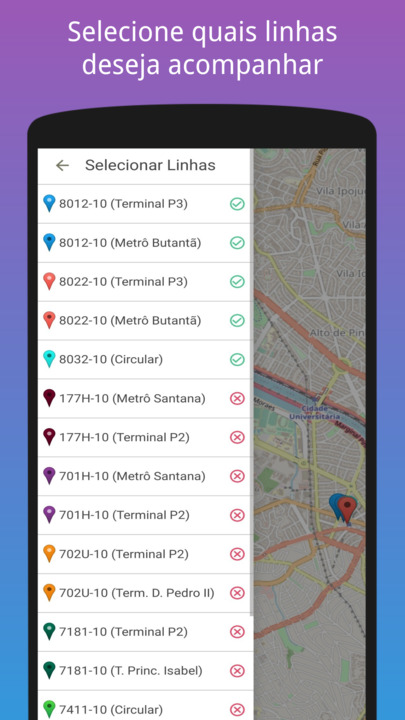 Selecione quais linhas
deseja acompanhar
Selecionar Linhas
8012-10 (Terminal P3)
8012-10 (Metrô Butantã)
8022-10 (Terminal P3)
8022-10 (Metrô Butantã)
8032-10 (Circular)
177H-10 (Metrô Santana)
177H-10 (Terminal P2)
701H-10 (Metrô Santana)
701H-10 (Terminal P2)
702U-10 (Terminal P2)
702U-10 (Term. D. Pedro II)
7181-10 (Terminal P2)
7181-10 (T. Princ. Isabel)
7411-10 (Circular)
Vila Ipoju
Vila
Alto de Pin
Cidade
Universitária
Moraes
Marginal